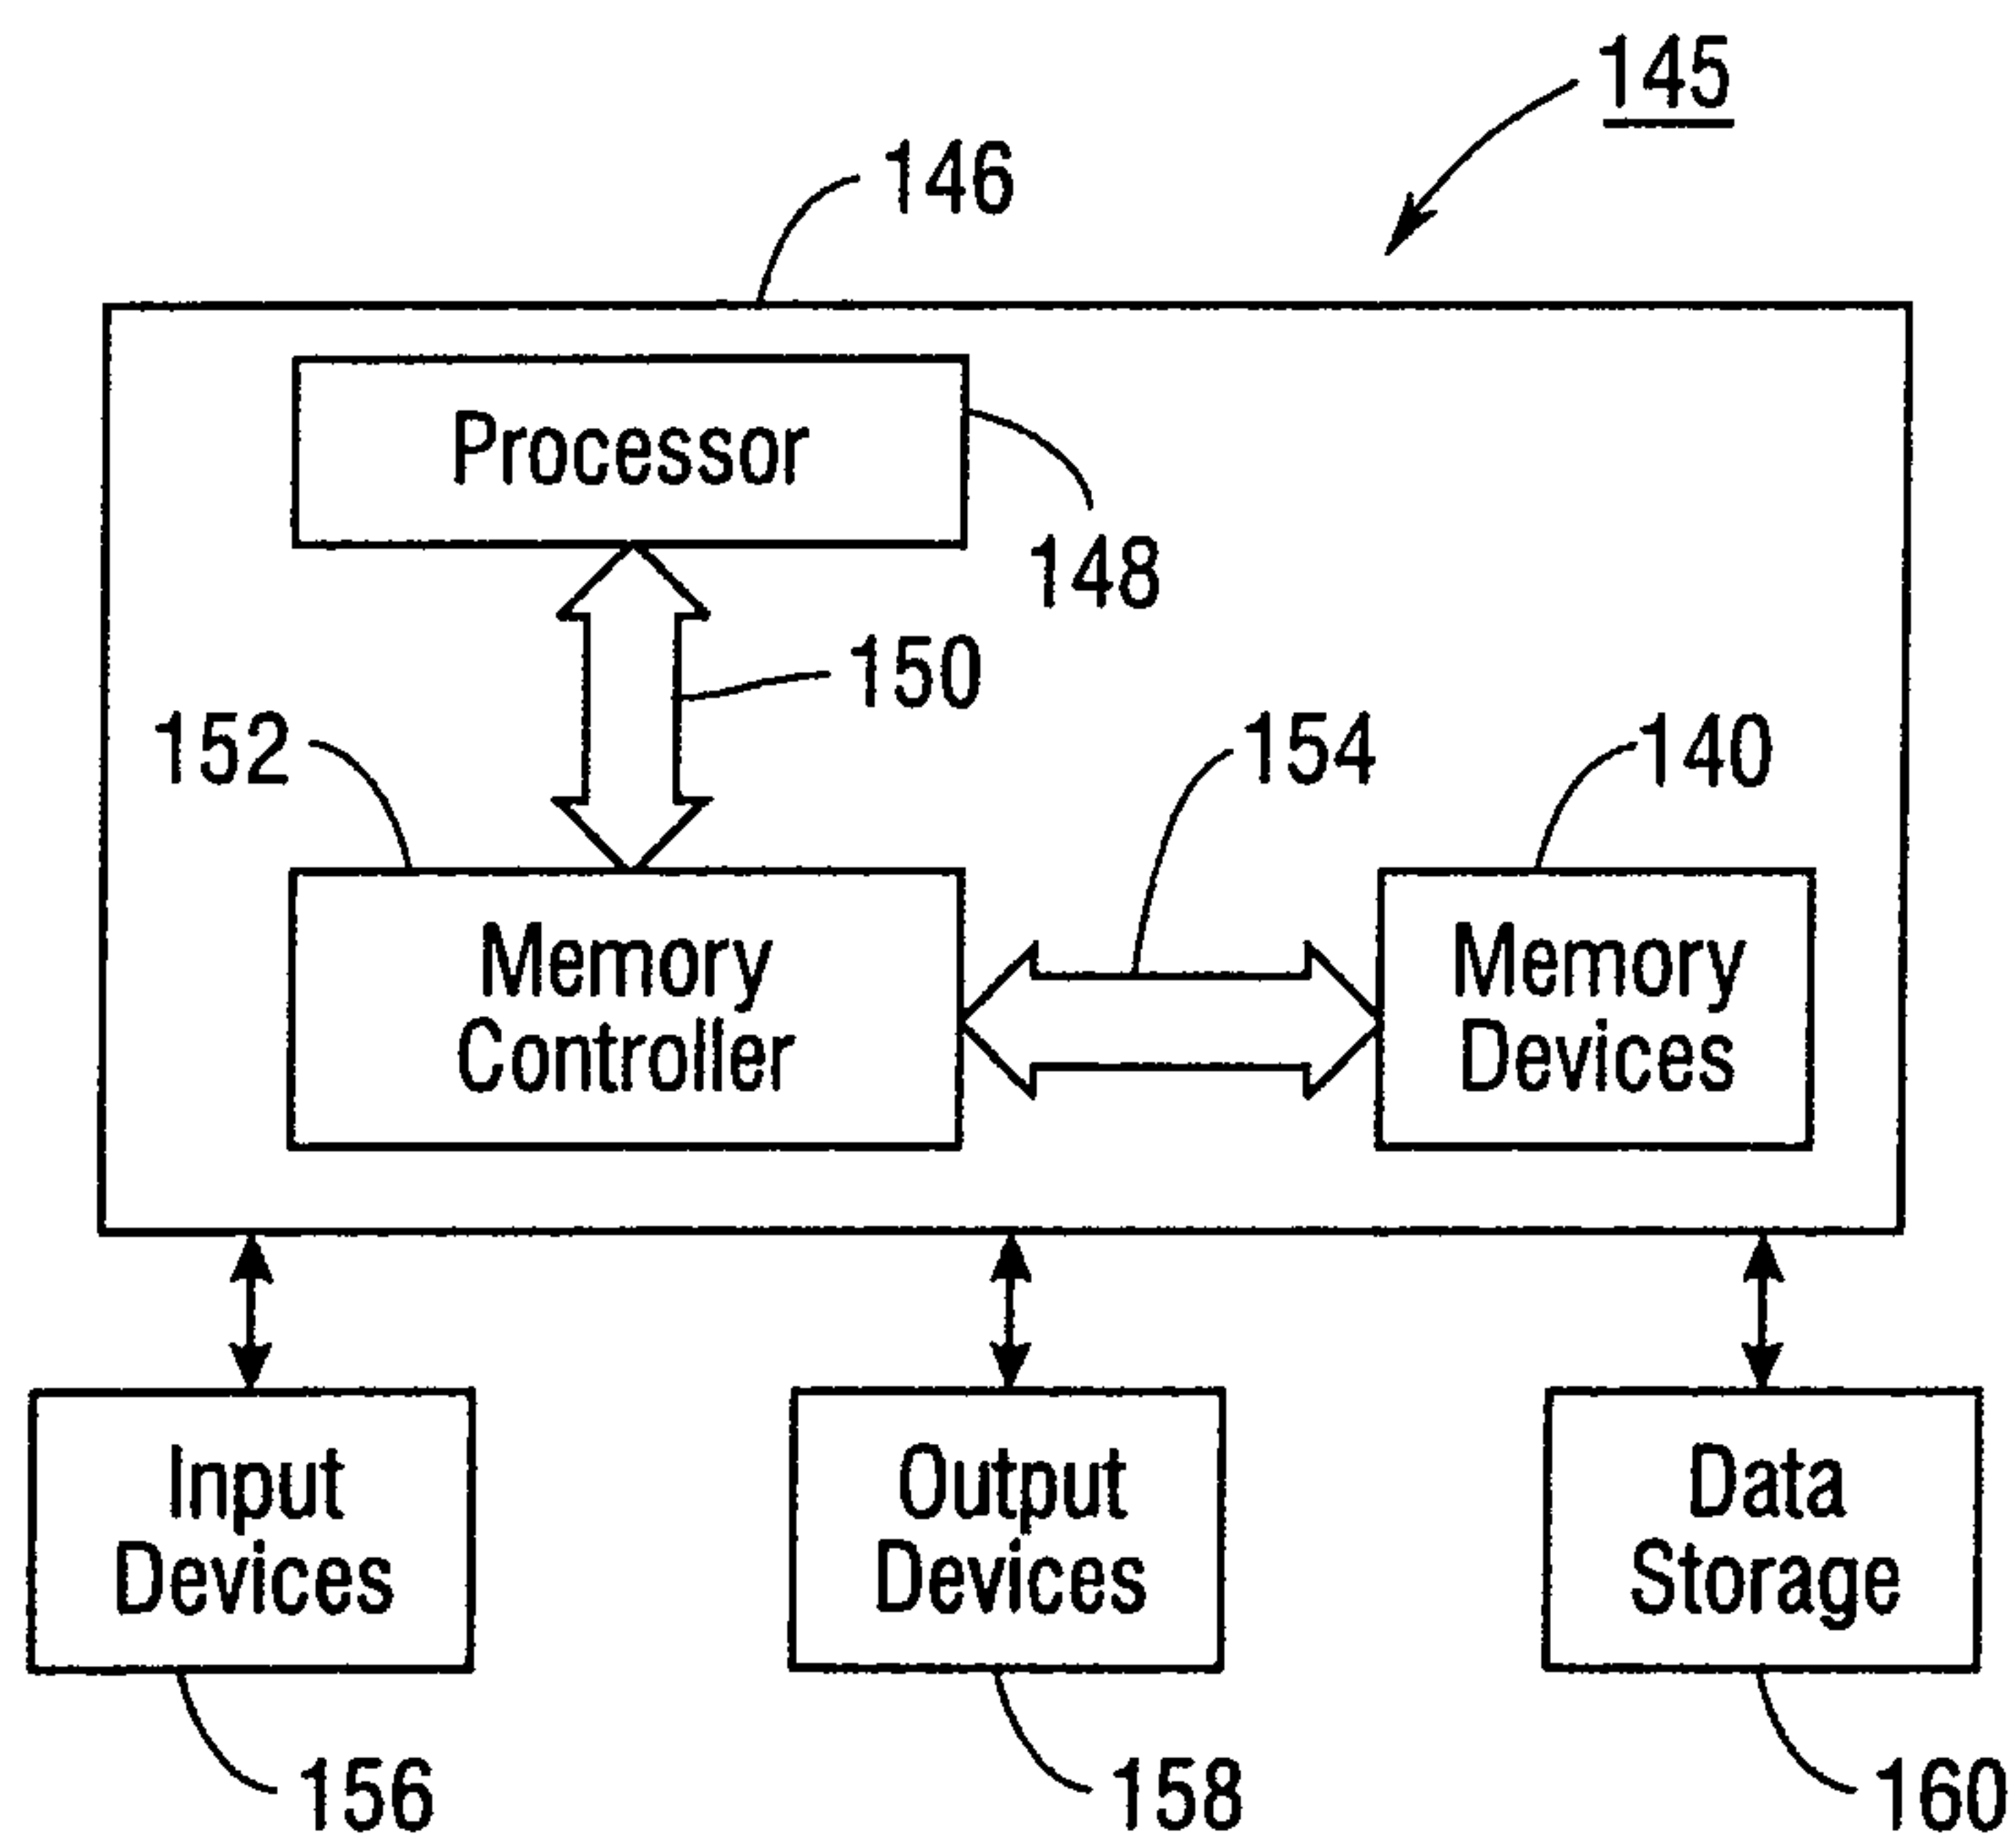 145
146
Processor
148
150
152
154
140
Memory
Controller
Memory
Devices
Input
Devices
Output
Devices
Data
Storage
156
158
160